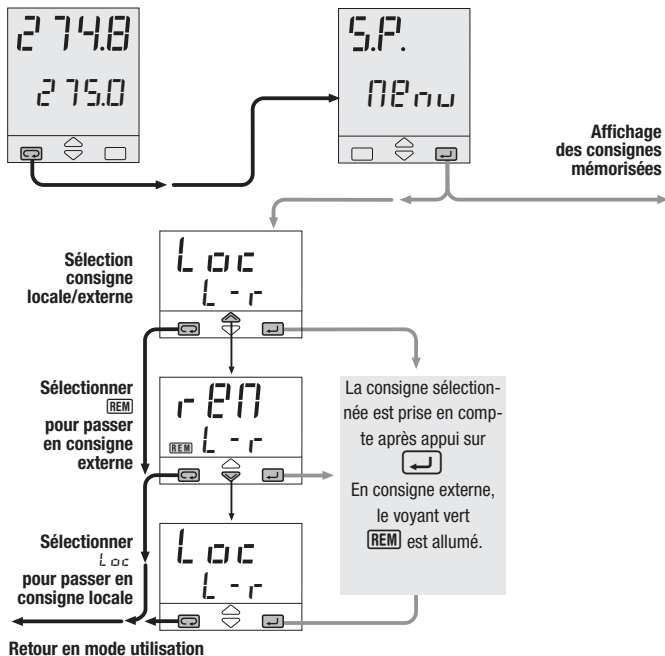 274.8
275.0
S.P.
MEnu
Affichage
des consignes
mémorisées
Sélection
consigne
locale/externe
Loc
L-r
Sélectionner
REM
pour passer
en consigne
externe
rEM
REM L-r
La consigne sélection-
née est prise en comp-
te après appui sur
En consigne externe,
le voyant vert
REM est allumé.
Sélectionner
Loc
pour passer en
consigne locale
Loc
L-r
Retour en mode utilisation